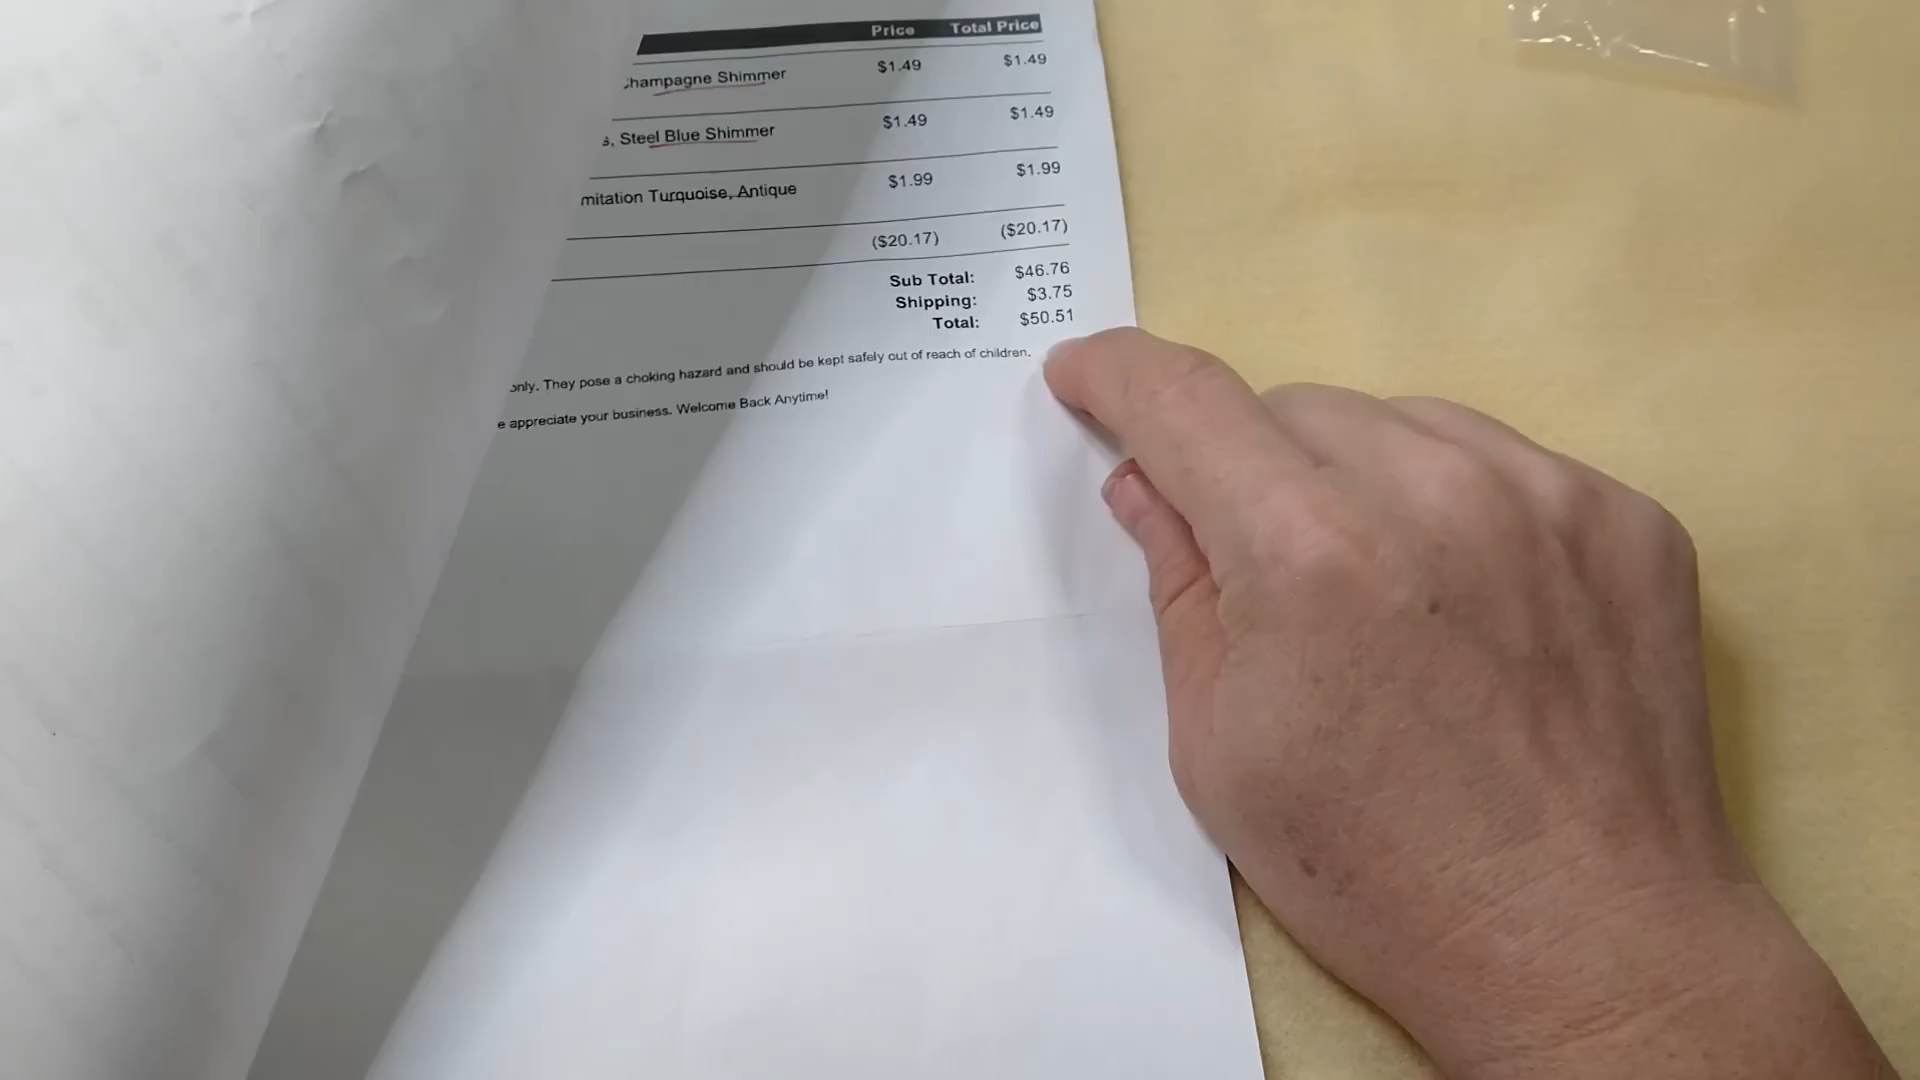 Price Total Price
Champagne Shimmer $1.49 $1.49
s, Steel Blue Shimmer $1.49 $1.49
mitation Turquoise, Antique $1.99 $1.99
($20.17) ($20.17)
Sub Total: $46.76
Shipping: $3.75
Total: $50.51
only. They pose a choking hazard and should be kept safely out of reach of children.
e appreciate your business. Welcome Back Anytime!